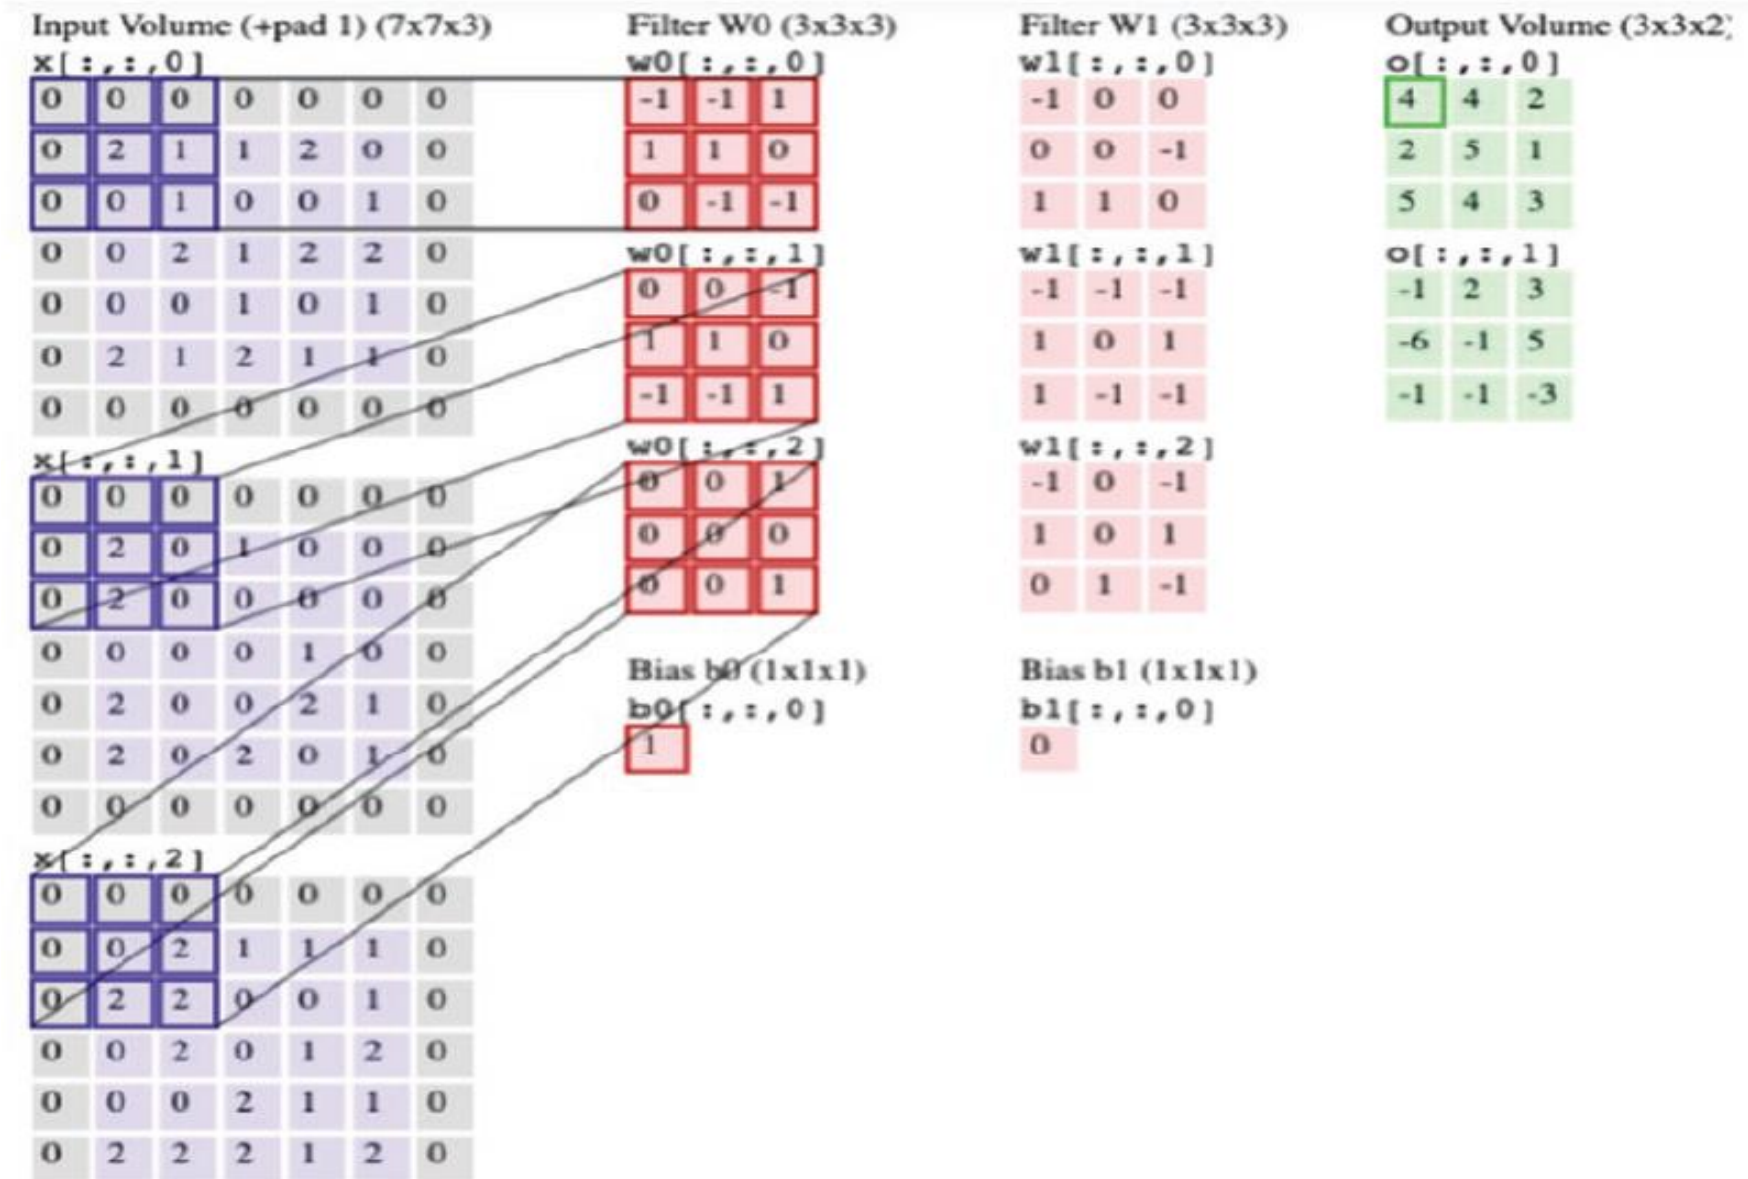 Input Volume (+pad 1) (7x7x3)
x[:,:,0]
0 0 0 0 0 0 0
0 2 1 1 2 0 0
0 0 1 0 0 1 0
0 0 2 1 2 2 0
0 0 0 1 0 1 0
0 2 1 2 1 1 0
0 0 0 0 0 0 0
x[:,:,1]
0 0 0 0 0 0 0
0 2 0 1 0 0 0
0 2 0 0 0 0 0
0 0 0 0 1 0 0
0 2 0 0 2 1 0
0 2 0 2 0 1 0
0 0 0 0 0 0 0
x[:,:,2]
0 0 0 0 0 0 0
0 0 2 1 1 1 0
0 2 2 0 0 1 0
0 0 2 0 1 2 0
0 0 0 2 1 1 0
0 2 2 2 1 2 0
Filter W0 (3x3x3)
w0[:,:,0]
-1 -1 1
1 1 0
0 -1 -1
w0[:,:,1]
0 0 -1
1 1 0
-1 -1 1
w0[:,:,2]
0 0 1
0 0 0
0 0 1
Bias b0 (1x1x1)
b0[:,:,0]
1
Filter W1 (3x3x3)
w1[:,:,0]
-1 0 0
0 0 -1
1 1 0
w1[:,:,1]
-1 -1 -1
1 0 1
1 -1 -1
w1[:,:,2]
-1 0 -1
1 0 1
0 1 -1
Bias b1 (1x1x1)
b1[:,:,0]
0
Output Volume (3x3x2)
o[:,:,0]
4 4 2
2 5 1
5 4 3
o[:,:,1]
-1 2 3
-6 -1 5
-1 -1 -3